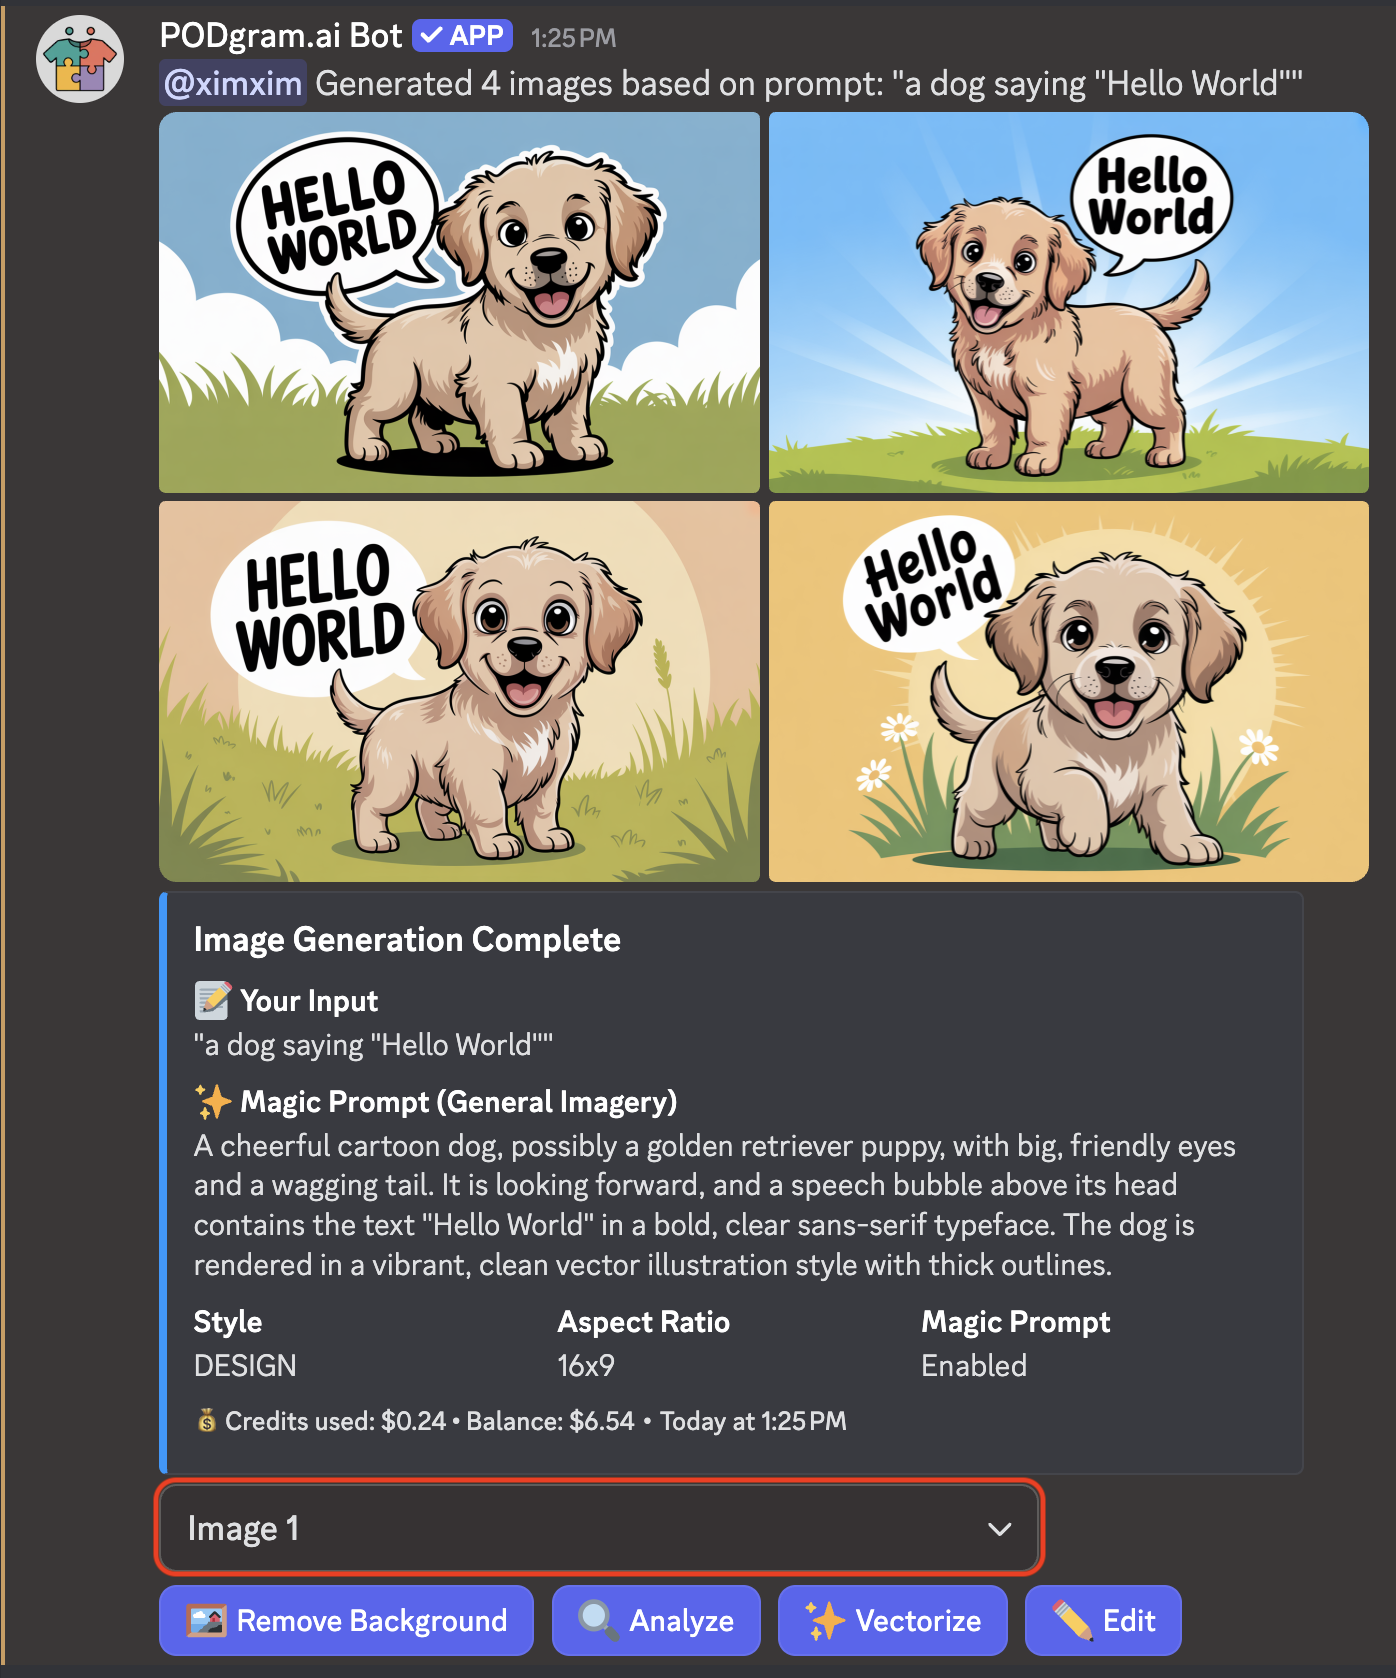 PODgram.ai Bot ✓ APP 1:25 PM
@ximxim Generated 4 images based on prompt: "a dog saying "Hello World""
HELLO
WORLD
Hello
World
HELLO
WORLD
Hello
World
Image Generation Complete
📝 Your Input
"a dog saying "Hello World""
✨ Magic Prompt (General Imagery)
A cheerful cartoon dog, possibly a golden retriever puppy, with big, friendly eyes
and a wagging tail. It is looking forward, and a speech bubble above its head
contains the text "Hello World" in a bold, clear sans-serif typeface. The dog is
rendered in a vibrant, clean vector illustration style with thick outlines.
Style Aspect Ratio Magic Prompt
DESIGN 16x9 Enabled
💰 Credits used: $0.24 • Balance: $6.54 • Today at 1:25 PM
Image 1
Remove Background 🔍 Analyze ✨ Vectorize ✏️ Edit